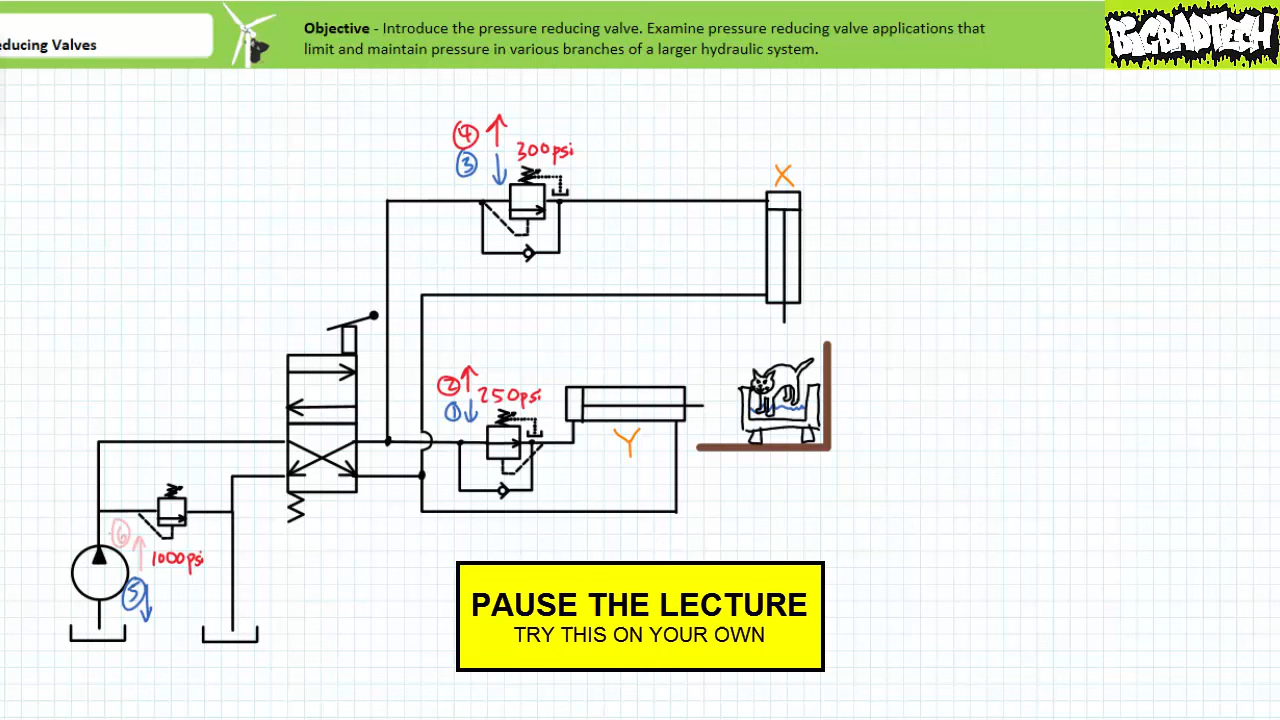 educing Valves
Objective - Introduce the pressure reducing valve. Examine pressure reducing valve applications that
limit and maintain pressure in various branches of a larger hydraulic system.
BIGBADTECH
4
3
300psi
X
2
1
250psi
Y
6
1000psi
5
PAUSE THE LECTURE
TRY THIS ON YOUR OWN